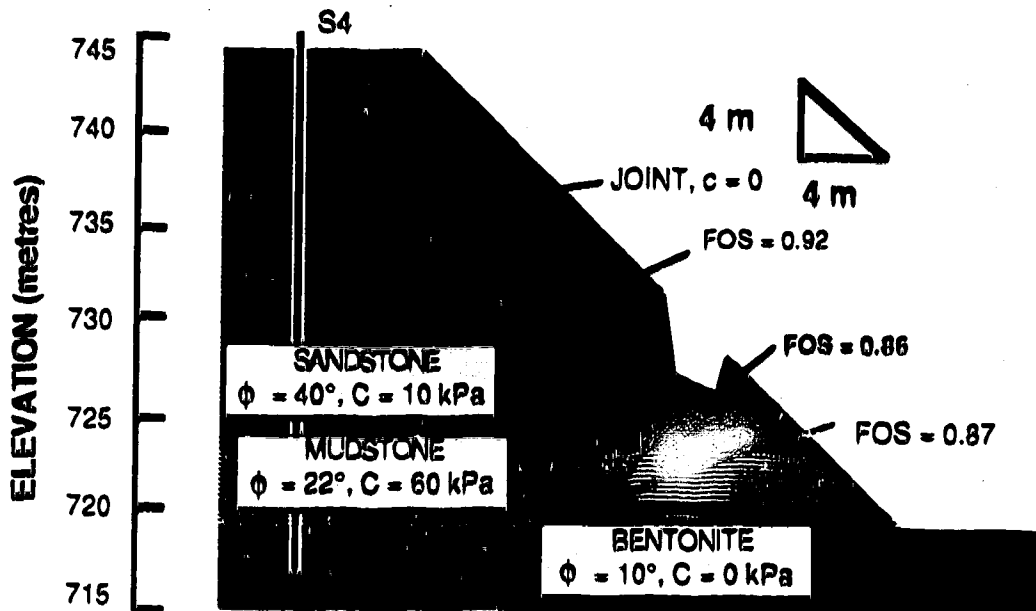 S4
745
740
735
730
725
720
715
ELEVATION (metres)
4 m
4 m
JOINT, c = 0
FOS = 0.92
FOS = 0.86
FOS = 0.87
SANDSTONE
ϕ = 40°, C = 10 kPa
MUDSTONE
ϕ = 22°, C = 60 kPa
BENTONITE
ϕ = 10°, C = 0 kPa